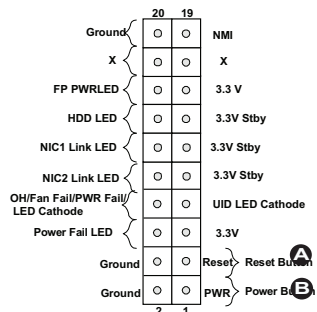 20 19
Ground NMI
X X
FP PWRLED 3.3 V
HDD LED 3.3V Stby
NIC1 Link LED 3.3V Stby
NIC2 Link LED 3.3V Stby
OH/Fan Fail/PWR Fail/
LED Cathode UID LED Cathode
Power Fail LED 3.3V
Ground Reset Reset A
Ground PWR Power B
2 1